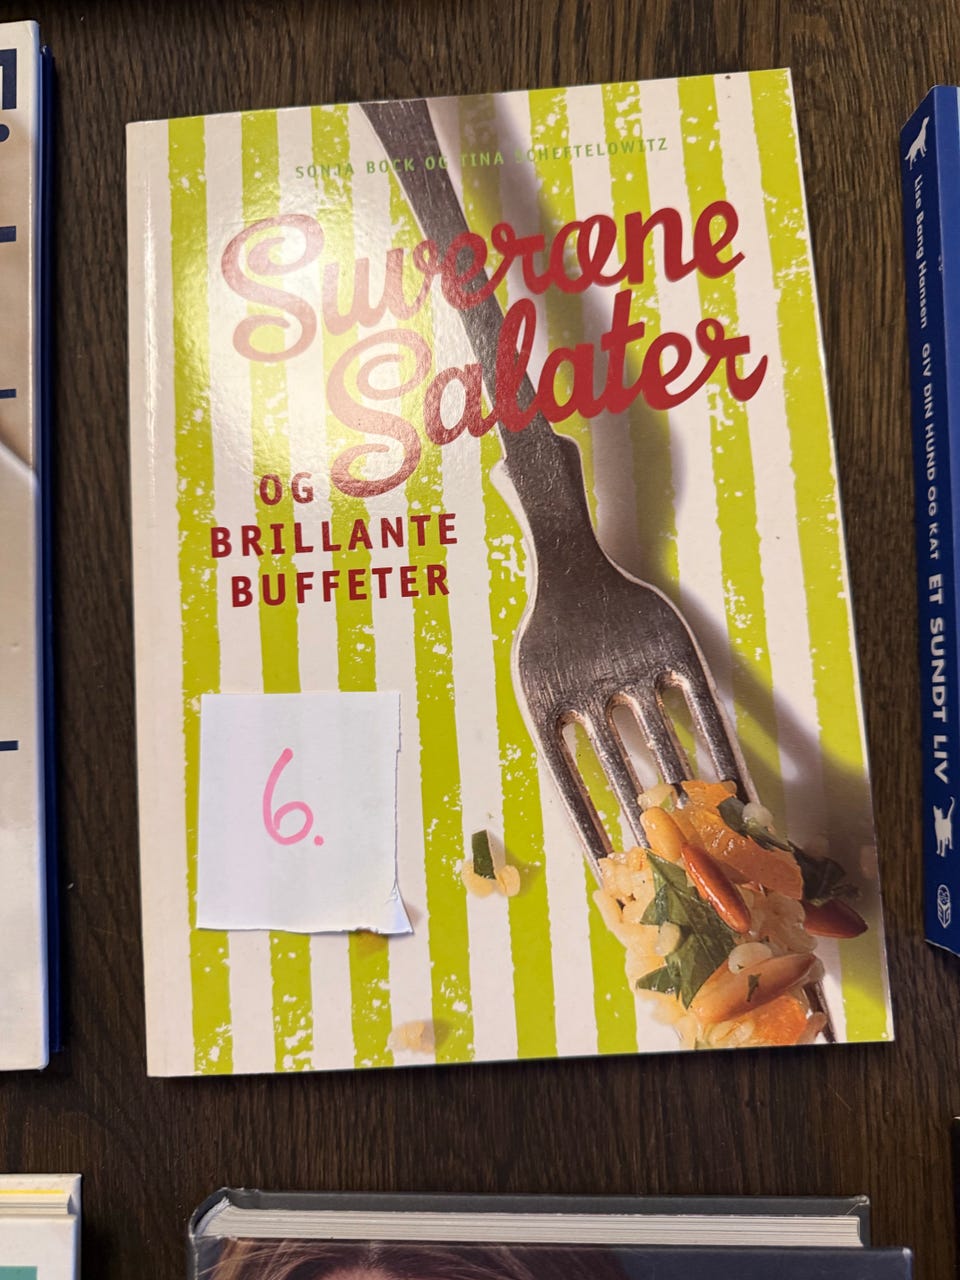 SONJA BOCK OG TINA SCHEFTELOWITZ
Suveræne
Salater
OG
BRILLANTE
BUFFETER
6.
Lise Bang Hansen GIV DIN HUND OG KAT ET SUNDT LIV